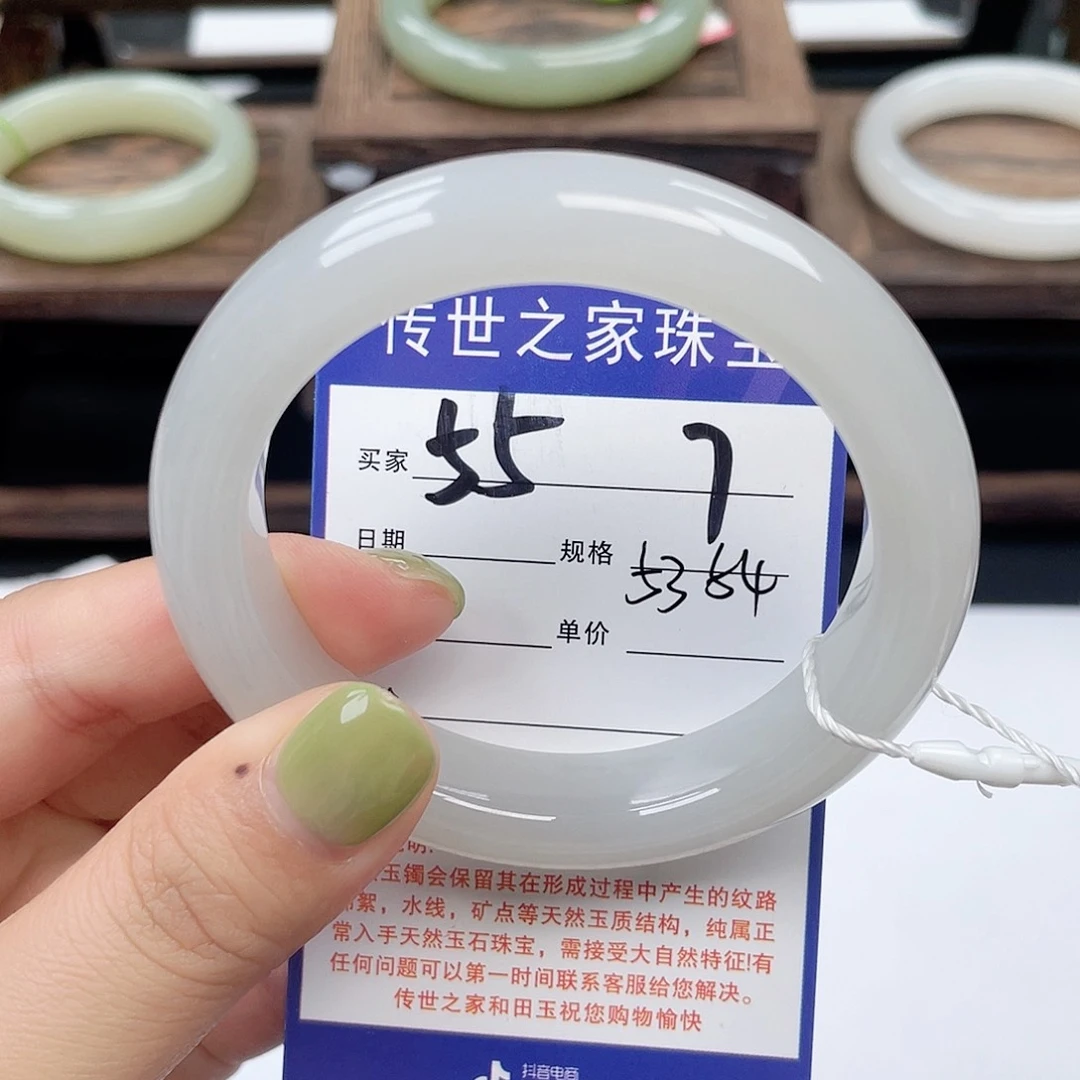 传世之家珠宝
买家 55 7
日期 规格 53 64
单价
玉镯会保留其在形成过程中产生的纹路
絮，水线，矿点等天然玉质结构，纯属正
常入手天然玉石珠宝，需接受大自然特征!有
任何问题可以第一时间联系客服给您解决。
传世之家和田玉祝您购物愉快
抖音电商